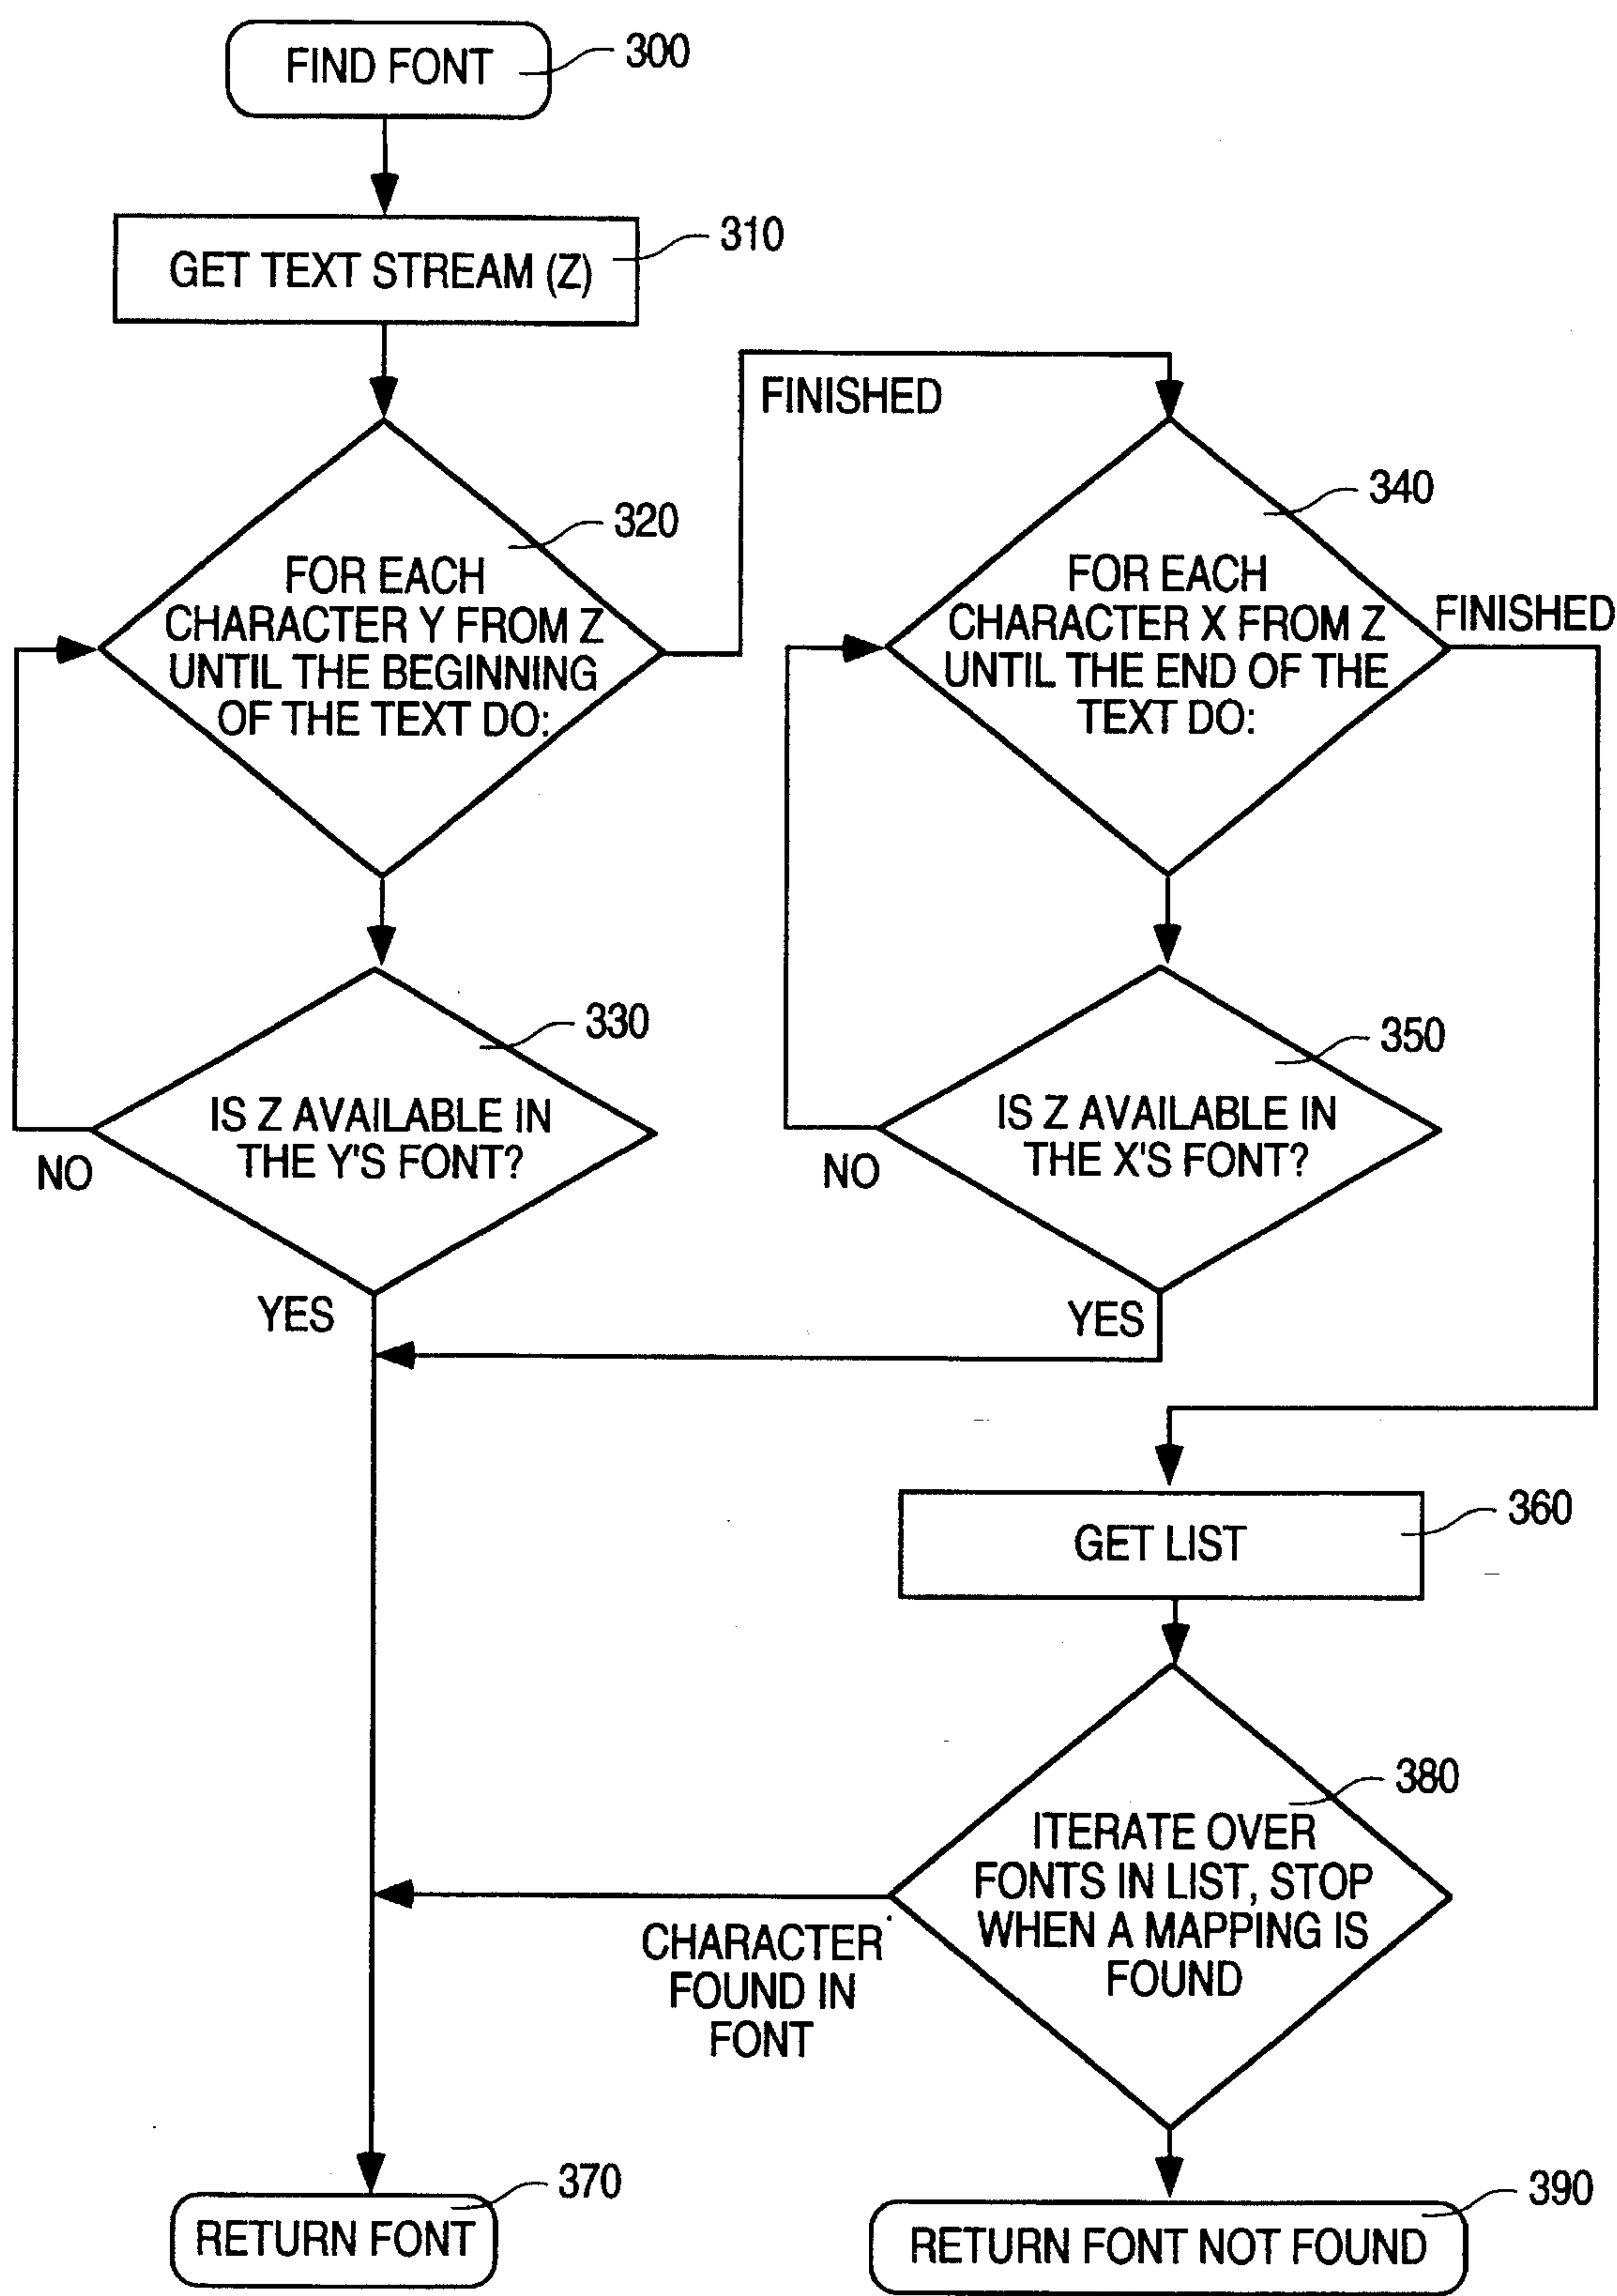 FIND FONT
300
GET TEXT STREAM (Z)
310
FINISHED
320
FOR EACH
CHARACTER Y FROM Z
UNTIL THE BEGINNING
OF THE TEXT DO:
340
FOR EACH
CHARACTER X FROM Z
UNTIL THE END OF THE
TEXT DO:
FINISHED
330
IS Z AVAILABLE IN
THE Y'S FONT?
NO
YES
350
IS Z AVAILABLE IN
THE X'S FONT?
NO
YES
360
GET LIST
380
ITERATE OVER
FONTS IN LIST, STOP
WHEN A MAPPING IS
FOUND
CHARACTER
FOUND IN
FONT
370
RETURN FONT
390
RETURN FONT NOT FOUND